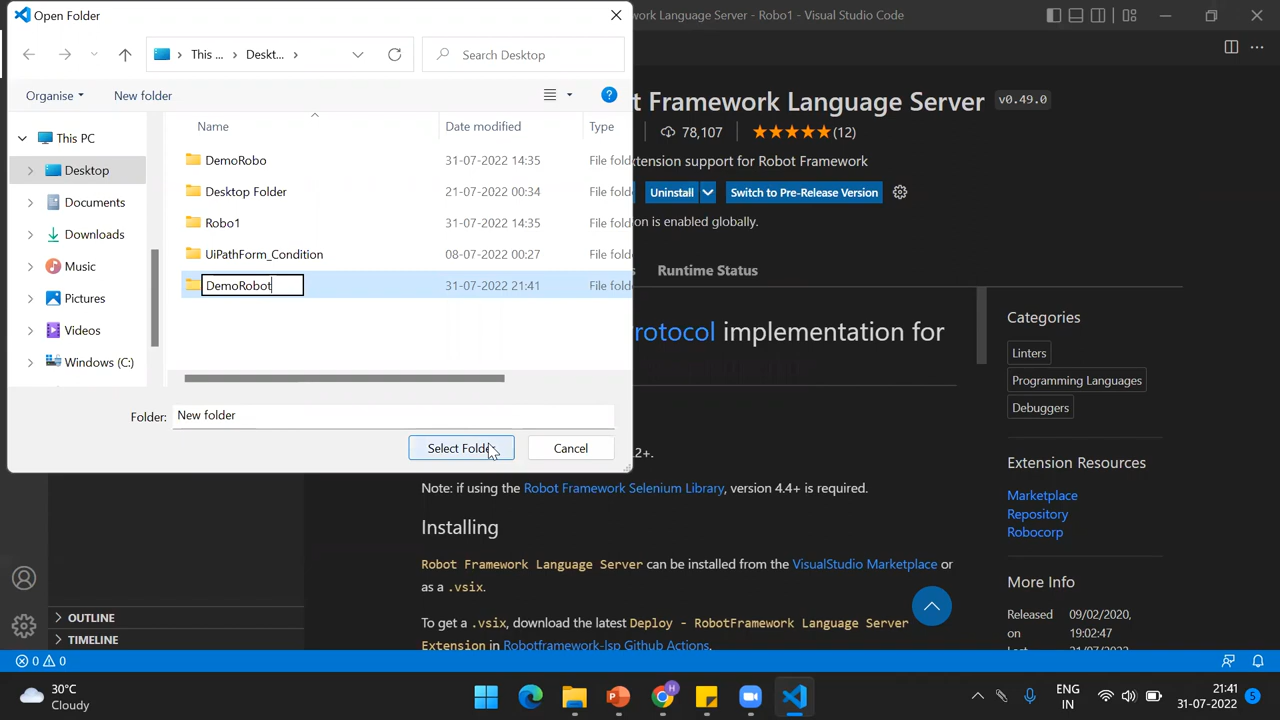 Open Folder
work Language Server - Robo1 - Visual Studio Code
This ...
Deskt...
Search Desktop
Organise
New folder
Name
Date modified
Type
This PC
Desktop
Documents
Downloads
Music
Pictures
Videos
Windows (C:)
DemoRobo 31-07-2022 14:35 File fold
Desktop Folder 21-07-2022 00:34 File fold
Robo1 31-07-2022 14:35 File fold
UiPathForm_Condition 08-07-2022 00:27 File fold
DemoRobot 31-07-2022 21:41 File fold
Folder: New folder
Select Folder
Cancel
t Framework Language Server v0.49.0
78,107 (12)
xtension support for Robot Framework
Uninstall
Switch to Pre-Release Version
on is enabled globally.
s Runtime Status
rotocol implementation for
.2+.
Note: if using the Robot Framework Selenium Library, version 4.4+ is required.
Installing
Robot Framework Language Server can be installed from the VisualStudio Marketplace or
as a .vsix.
To get a .vsix, download the latest Deploy - RobotFramework Language Server
Extension in Robotframework-lsp Github Actions.
Categories
Linters
Programming Languages
Debuggers
Extension Resources
Marketplace
Repository
Robocorp
More Info
Released 09/02/2020,
on 19:02:47
Last 31/07/2022,
OUTLINE
TIMELINE
0 0
30°C
Cloudy
ENG
IN
21:41
31-07-2022
5